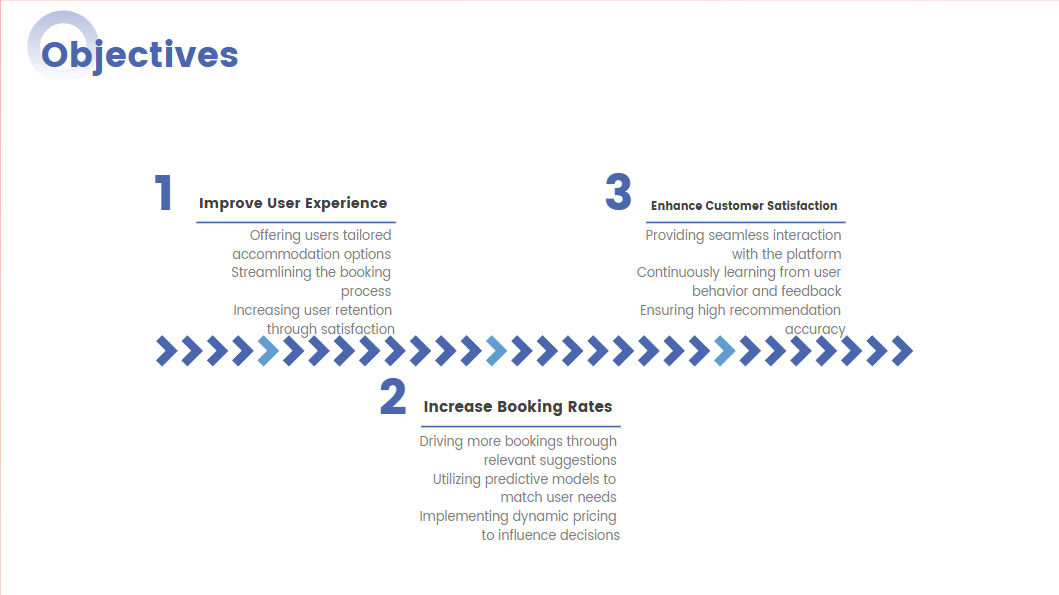 Objectives
1
Improve User Experience
Offering users tailored
accommodation options
Streamlining the booking
process
Increasing user retention
through satisfaction
3
Enhance Customer Satisfaction
Providing seamless interaction
with the platform
Continuously learning from user
behavior and feedback
Ensuring high recommendation
accuracy
2
Increase Booking Rates
Driving more bookings through
relevant suggestions
Utilizing predictive models to
match user needs
Implementing dynamic pricing
to influence decisions